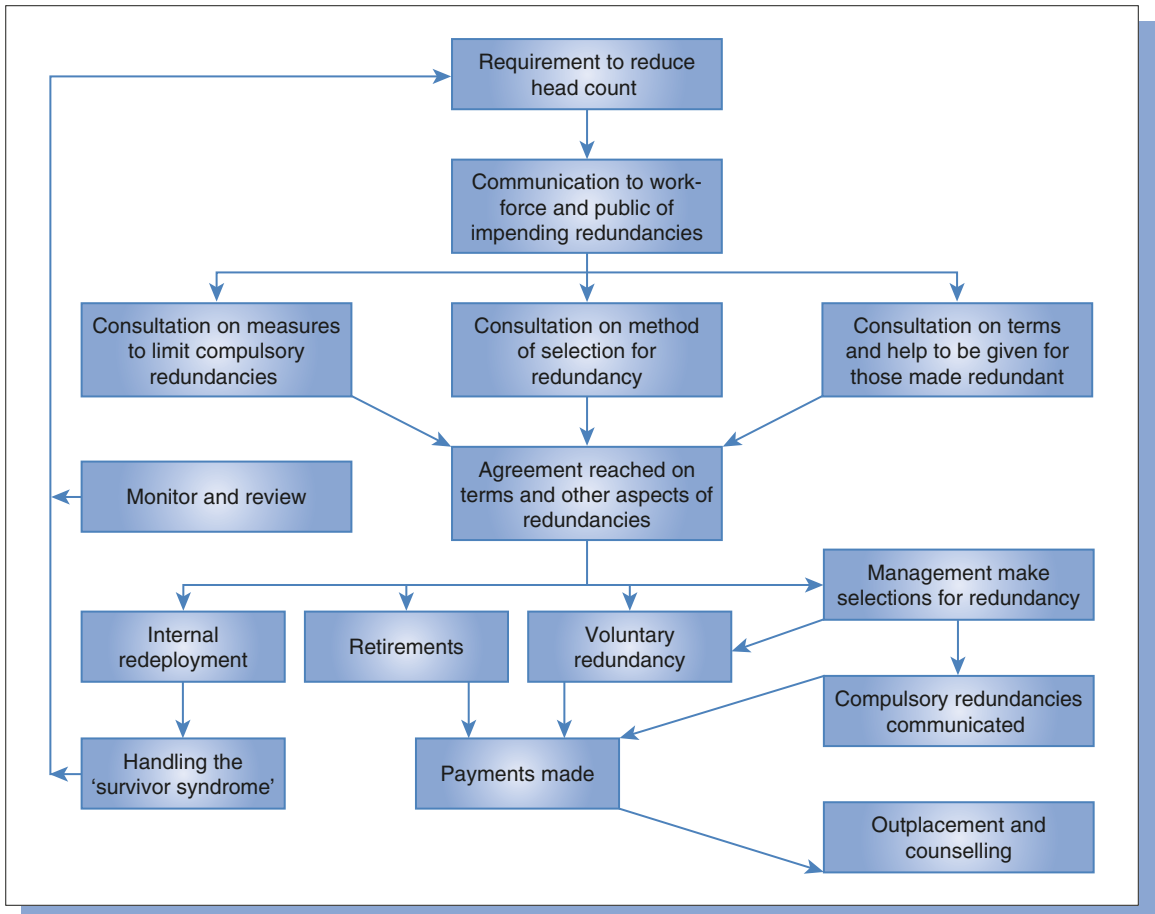 Requirement to reduce
head count
Communication to work-
force and public of
impending redundancies
Consultation on measures
to limit compulsory
redundancies
Consultation on method
of selection for
redundancy
Consultation on terms
and help to be given for
those made redundant
Agreement reached on
terms and other aspects of
redundancies
Monitor and review
Management make
selections for redundancy
Internal
redeployment
Retirements
Voluntary
redundancy
Compulsory redundancies
communicated
Handling the
‘survivor syndrome’
Payments made
Outplacement and
counselling